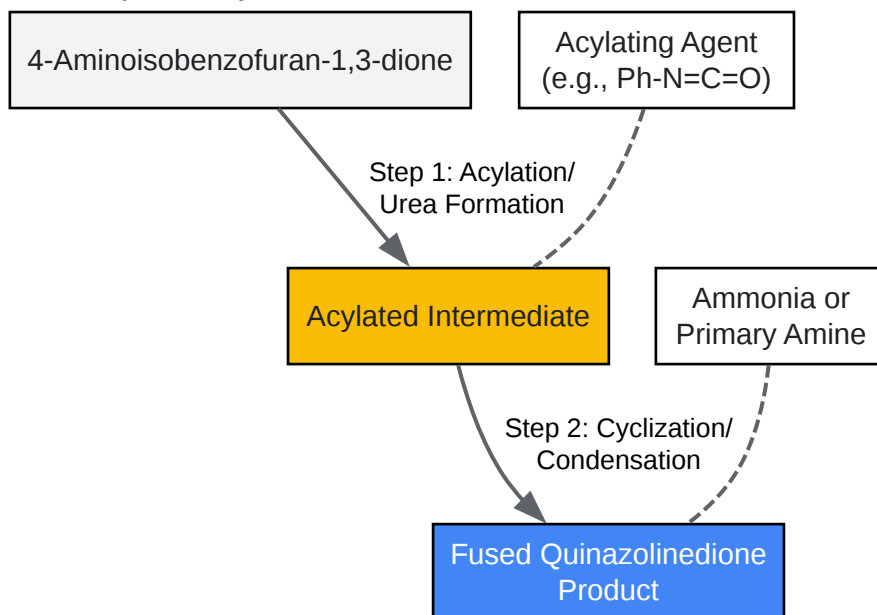 4-Aminoisobenzofuran-1,3-dione
Acylating Agent
(e.g., Ph-N=C=O)
Step 1: Acylation/
Urea Formation
Acylated Intermediate
Ammonia or
Primary Amine
Step 2: Cyclization/
Condensation
Fused Quinazolinedione
Product